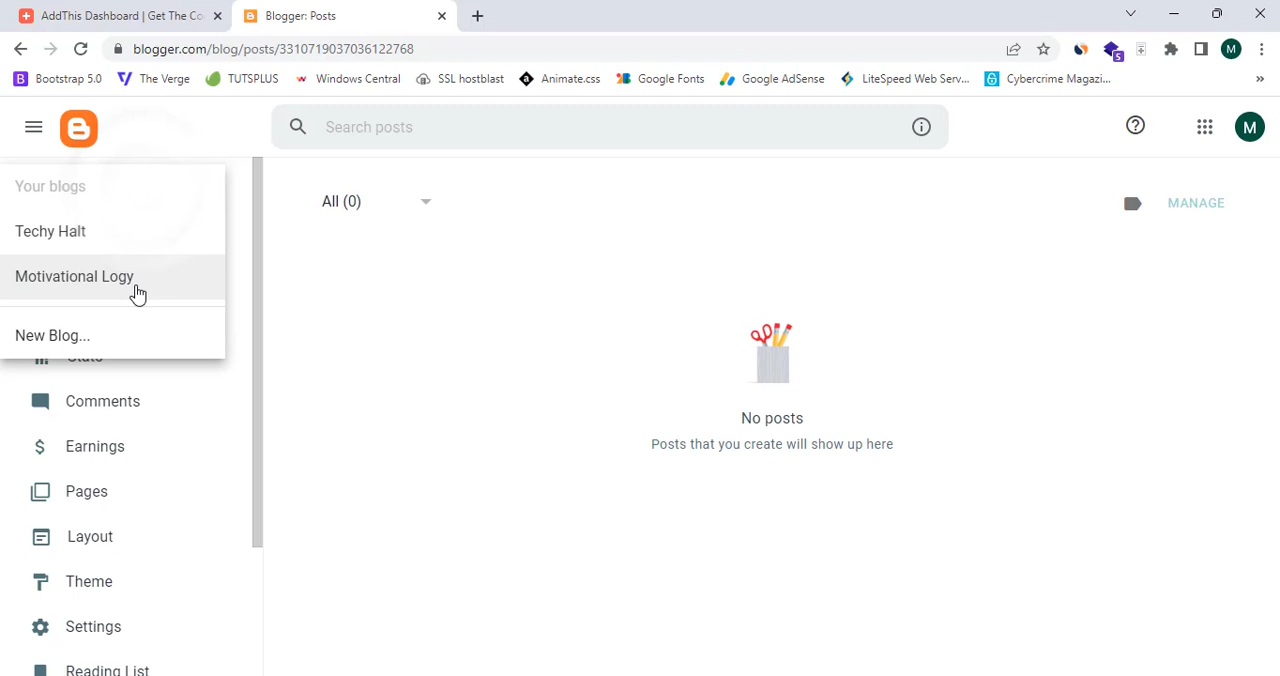 AddThis Dashboard | Get The Co
Blogger: Posts
blogger.com/blog/posts/3310719037036122768
M
B Bootstrap 5.0
The Verge
TUTSPLUS
Windows Central
SSL hostblast
Animate.css
Google Fonts
Google AdSense
LiteSpeed Web Serv...
Cybercrime Magazi...
»
Search posts
M
Your blogs
Techy Halt
Motivational Logy
New Blog...
All (0)
MANAGE
Stats
Comments
Earnings
Pages
Layout
Theme
Settings
Reading List
No posts
Posts that you create will show up here